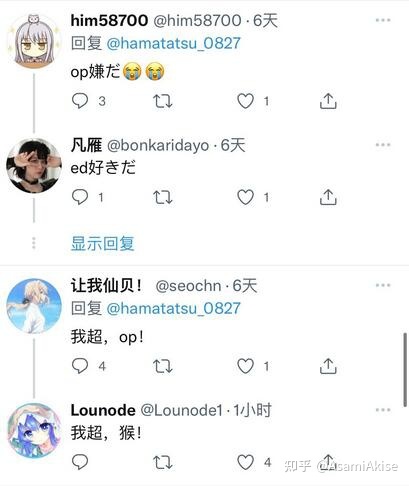 him58700 @him58700 · 6天
回复 @hamatatsu_0827
op嫌だ😭😭
3 1
凡雁 @bonkaridayo · 6天
ed好きだ
1 1
显示回复
让我仙贝！ @seochn · 6天
回复 @hamatatsu_0827
我超，op！
4 1
Lounode @Lounode1 · 1小时
我超，猴！
4
知乎 @AsamiAkise